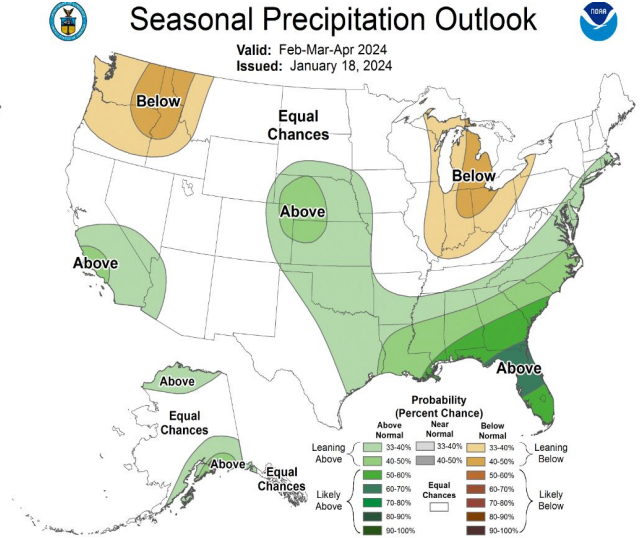 Seasonal Precipitation Outlook
Valid: Feb-Mar-Apr 2024
Issued: January 18, 2024
NOAA
Below
Equal
Chances
Below
Above
Above
Above
Above
Equal
Chances
Above
Equal
Chances
Probability
(Percent Chance)
Above
Normal
Near
Normal
Below
Normal
Leaning
Above
33-40%
33-40%
33-40%
Leaning
Below
40-50%
40-50%
40-50%
Likely
Above
50-60%
60-70%
70-80%
80-90%
90-100%
Equal
Chances
50-60%
60-70%
70-80%
80-90%
90-100%
Likely
Below